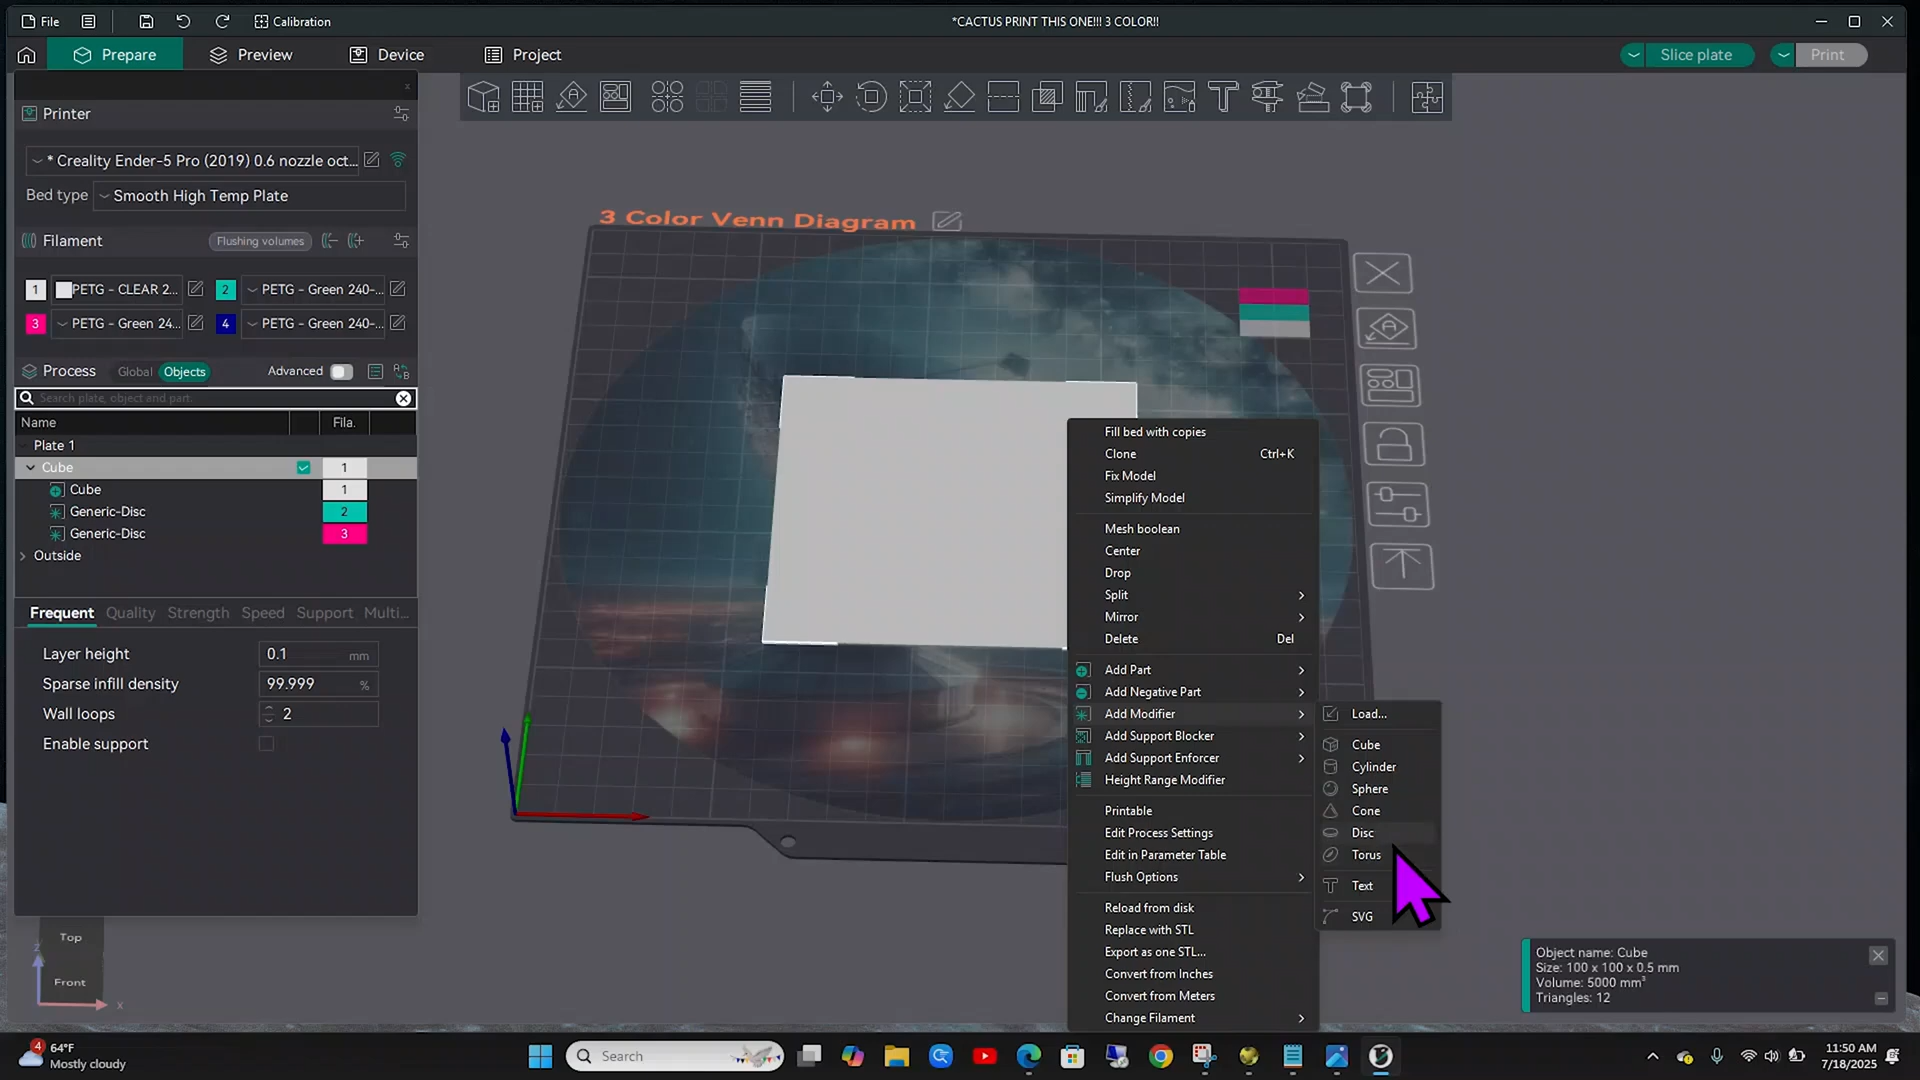 File
Calibration
*CACTUS PRINT THIS ONE!!! 3 COLOR!!
Prepare
Preview
Device
Project
Slice plate
Print
Printer
* Creality Ender-5 Pro (2019) 0.6 nozzle oct...
Bed type
Smooth High Temp Plate
Filament
Flushing volumes
1
PETG - CLEAR 2...
2
PETG - Green 240-...
3
PETG - Green 24...
4
PETG - Green 240-...
Process
Global
Objects
Advanced
Search plate, object and part.
Name
Fila.
Plate 1
Cube
1
Cube
1
Generic-Disc
2
Generic-Disc
3
Outside
Frequent
Quality
Strength
Speed
Support
Multi...
Layer height
0.1
mm
Sparse infill density
99.999
%
Wall loops
2
Enable support
3 Color Venn Diagram
Fill bed with copies
Clone
Ctrl+K
Fix Model
Simplify Model
Mesh boolean
Center
Drop
Split
Mirror
Delete
Del
Add Part
Add Negative Part
Add Modifier
Add Support Blocker
Add Support Enforcer
Height Range Modifier
Printable
Edit Process Settings
Edit in Parameter Table
Flush Options
Reload from disk
Replace with STL
Export as one STL...
Convert from Inches
Convert from Meters
Change Filament
Load...
Cube
Cylinder
Sphere
Cone
Disc
Torus
Text
SVG
Top
Front
z
x
Object name: Cube
Size: 100 x 100 x 0.5 mm
Volume: 5000 mm³
Triangles: 12
4
64°F
Mostly cloudy
Search
11:50 AM
7/18/2025